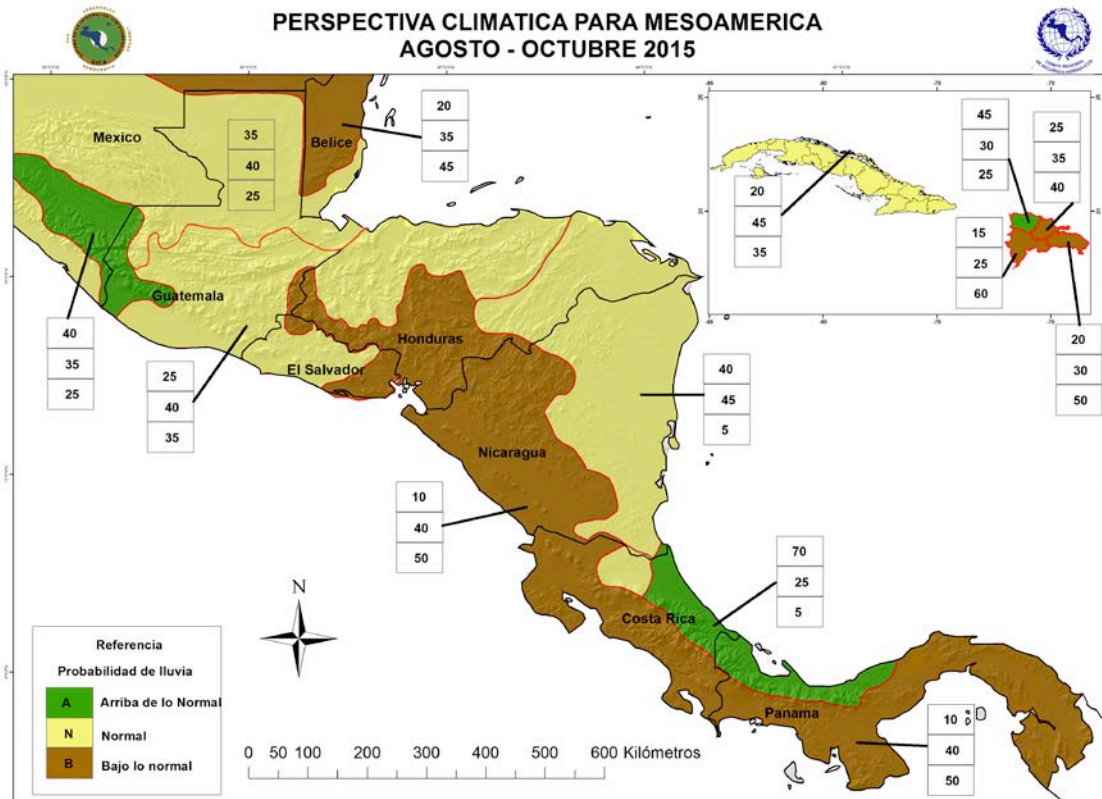 PERSPECTIVA CLIMATICA PARA MESOAMERICA
AGOSTO - OCTUBRE 2015
SICA
Mexico
Belice
Guatemala
El Salvador
Honduras
Nicaragua
Costa Rica
Panama
35
40
25
20
35
45
40
35
25
25
40
35
40
45
5
10
40
50
70
25
5
10
40
50
20
45
35
45
30
25
25
35
40
15
25
60
20
30
50
N
Referencia
Probabilidad de lluvia
A Arriba de lo Normal
N Normal
B Bajo lo normal
0 50 100 200 300 400 500 600 Kilómetros